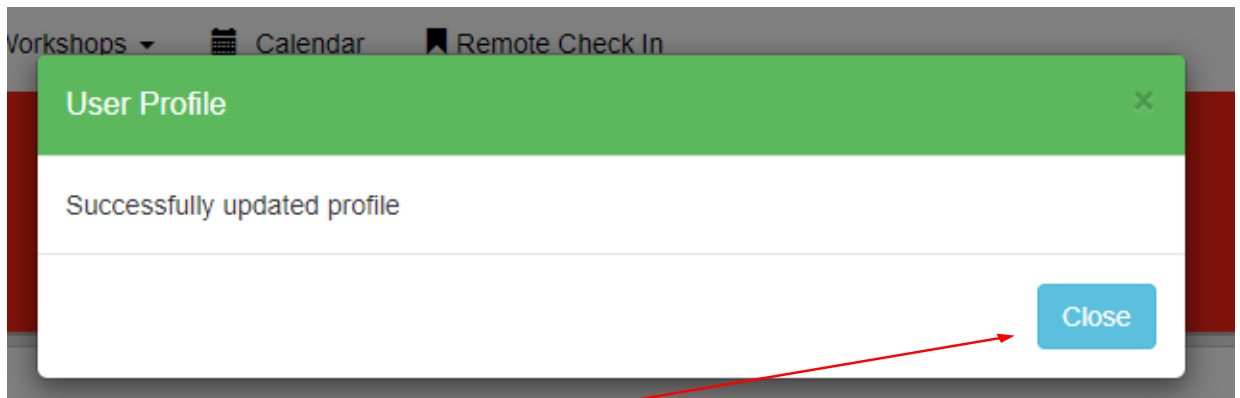 Workshops Calendar Remote Check In
User Profile ×
Successfully updated profile
Close